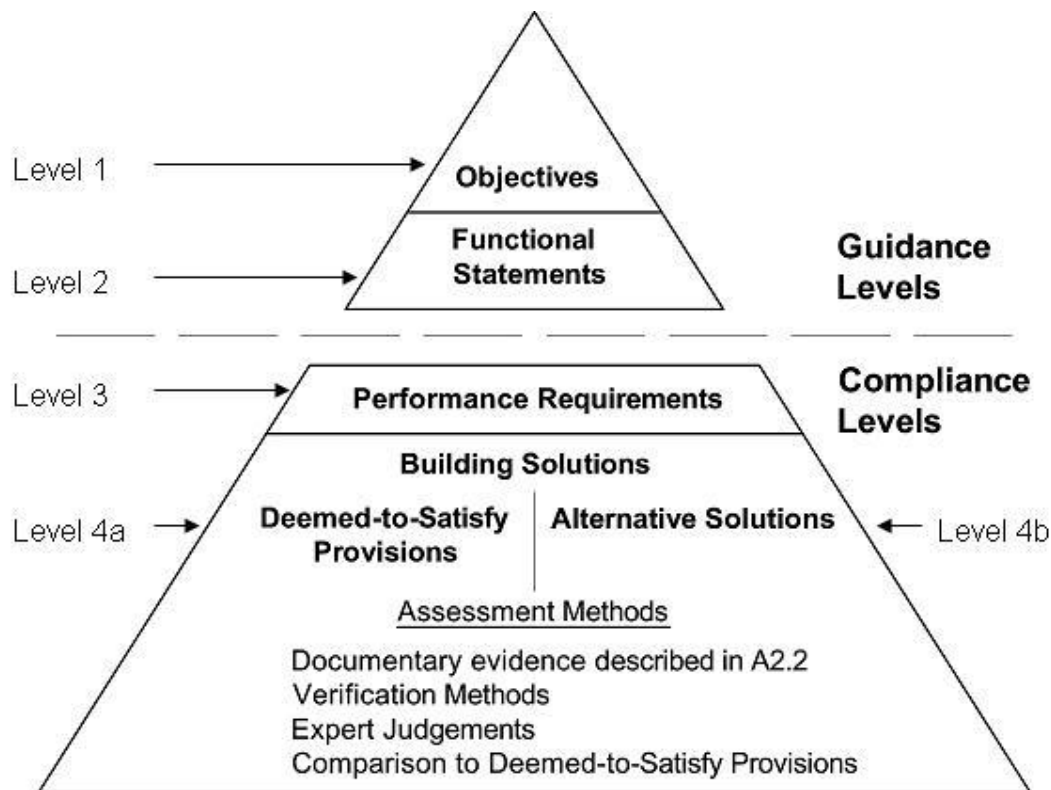 Level 1
Objectives
Functional
Statements
Level 2
Guidance
Levels
Level 3
Performance Requirements
Compliance
Levels
Building Solutions
Level 4a
Deemed-to-Satisfy
Provisions
Alternative Solutions
Level 4b
Assessment Methods
Documentary evidence described in A2.2
Verification Methods
Expert Judgements
Comparison to Deemed-to-Satisfy Provisions